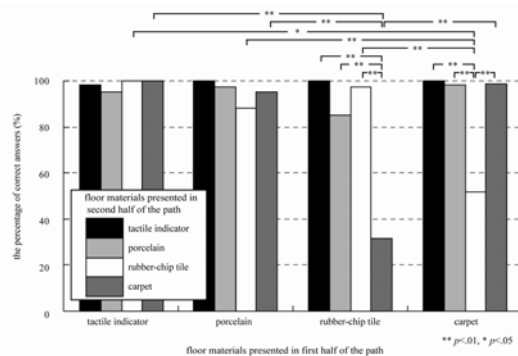 **
**
**
*
**
**
**
**
**
**
**
**
**
the percentage of correct answers (%)
100
80
60
40
20
0
floor materials presented in
second half of the path
tactile indicator
porcelain
rubber-chip tile
carpet
tactile indicator
porcelain
rubber-chip tile
carpet
** p<.01, * p<.05
floor materials presented in first half of the path